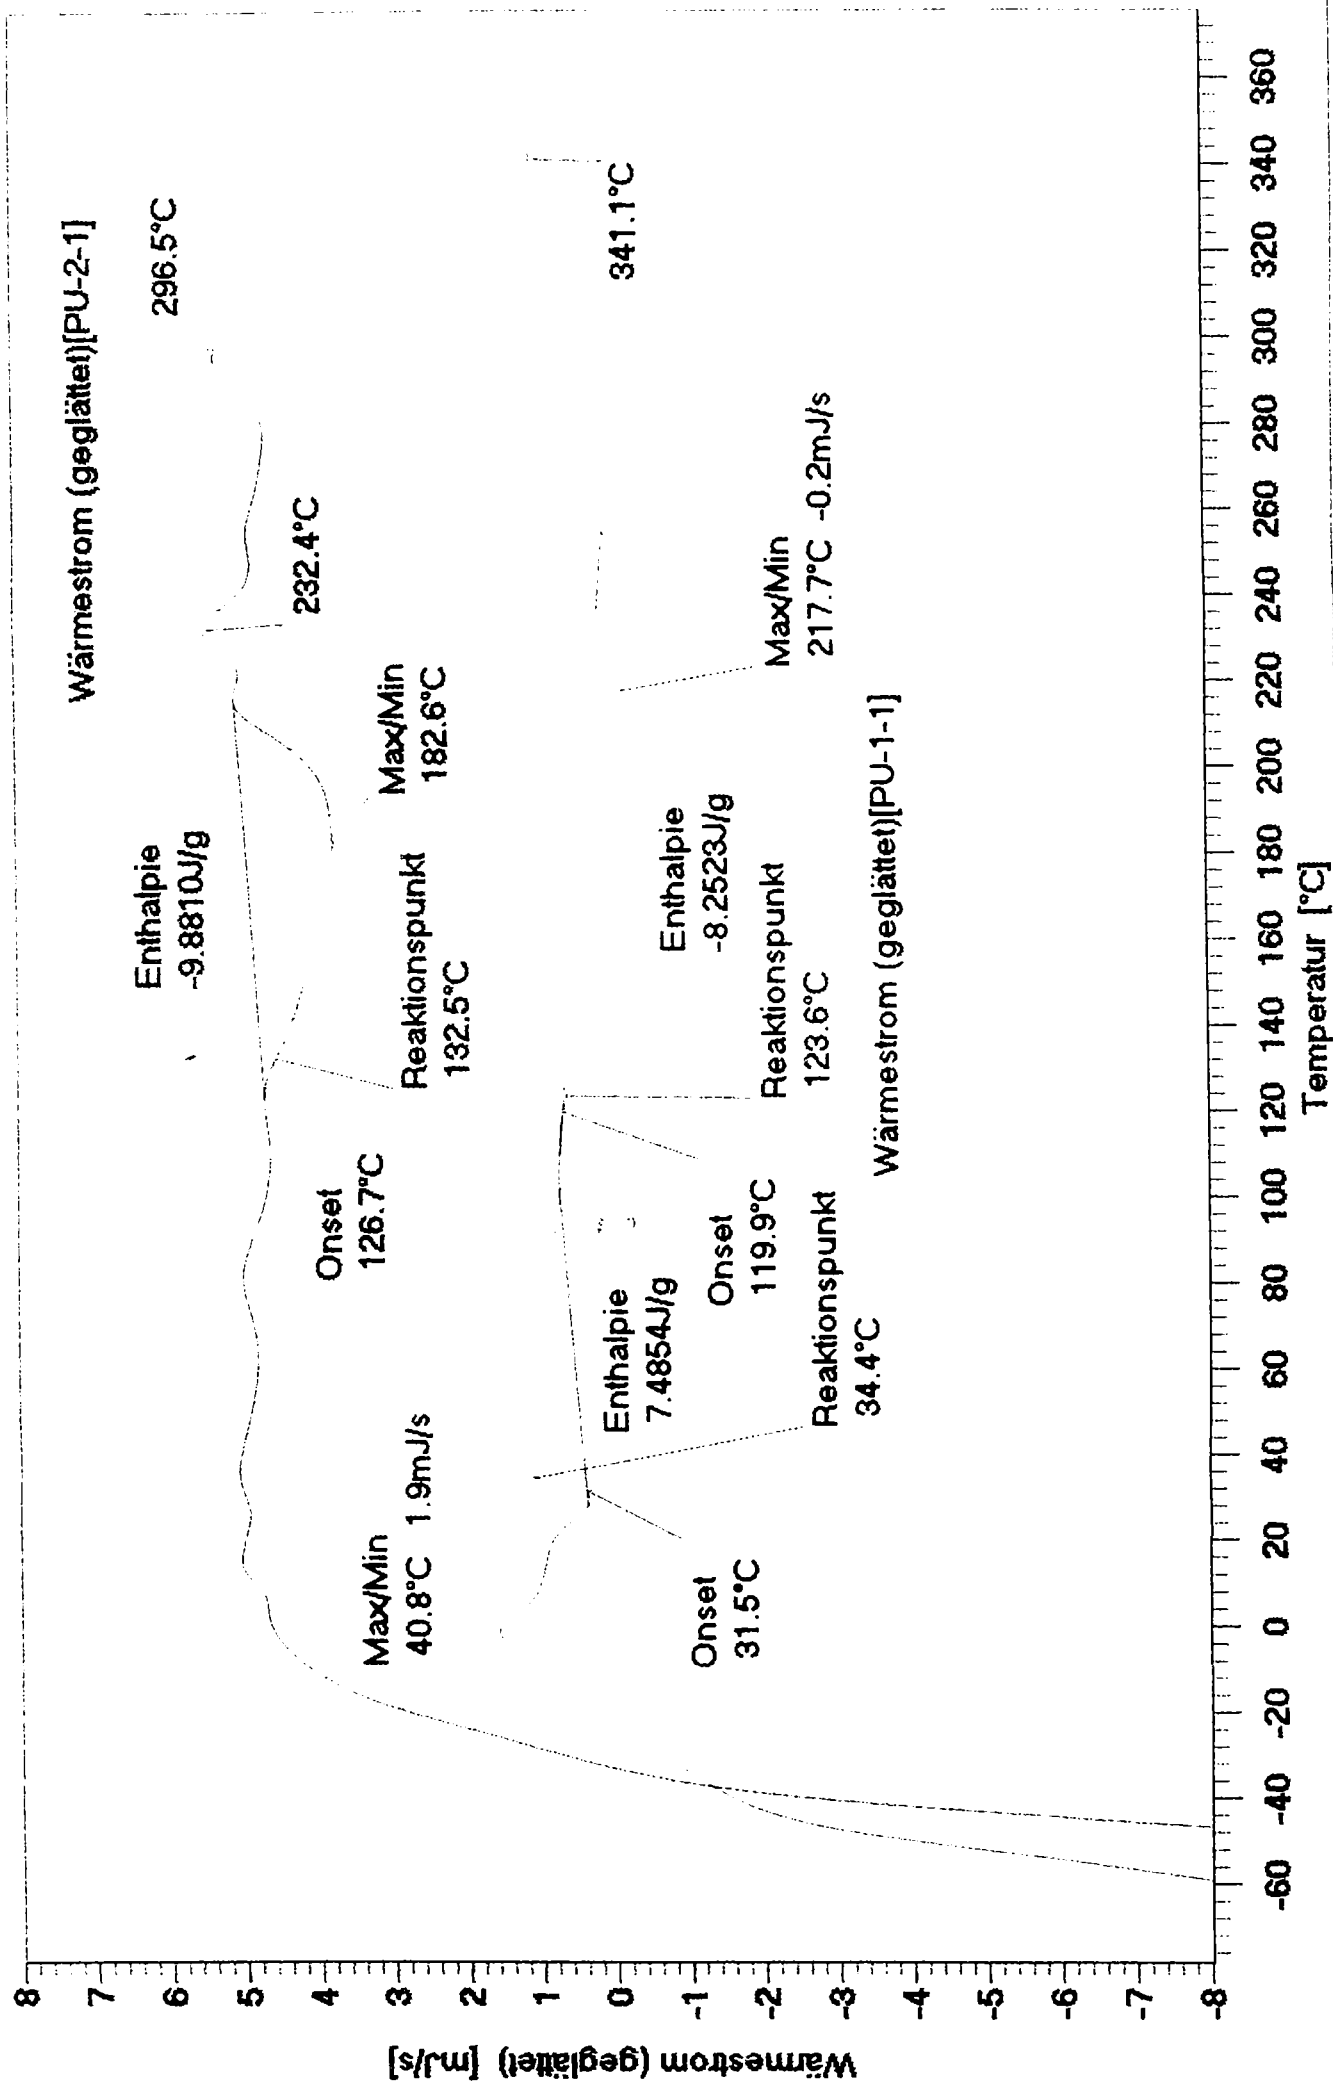 Wärmestrom (geglättet)[PU-2-1]
296.5°C
232.4°C
Enthalpie
-9.8810J/g
Max/Min
182.6°C
Reaktionspunkt
132.5°C
Onset
126.7°C
Max/Min
40.8°C 1.9mJ/s
341.1°C
Max/Min
217.7°C -0.2mJ/s
Enthalpie
-8.2523J/g
Reaktionspunkt
123.6°C
Wärmestrom (geglättet)[PU-1-1]
Enthalpie
7.4854J/g
Onset
119.9°C
Reaktionspunkt
34.4°C
Onset
31.5°C
Wärmestrom (geglättet) [mJ/s]
8
7
6
5
4
3
2
1
0
-1
-2
-3
-4
-5
-6
-7
-8
-60 -40 -20 0 20 40 60 80 100 120 140 160 180 200 220 240 260 280 300 320 340 360
Temperatur [°C]